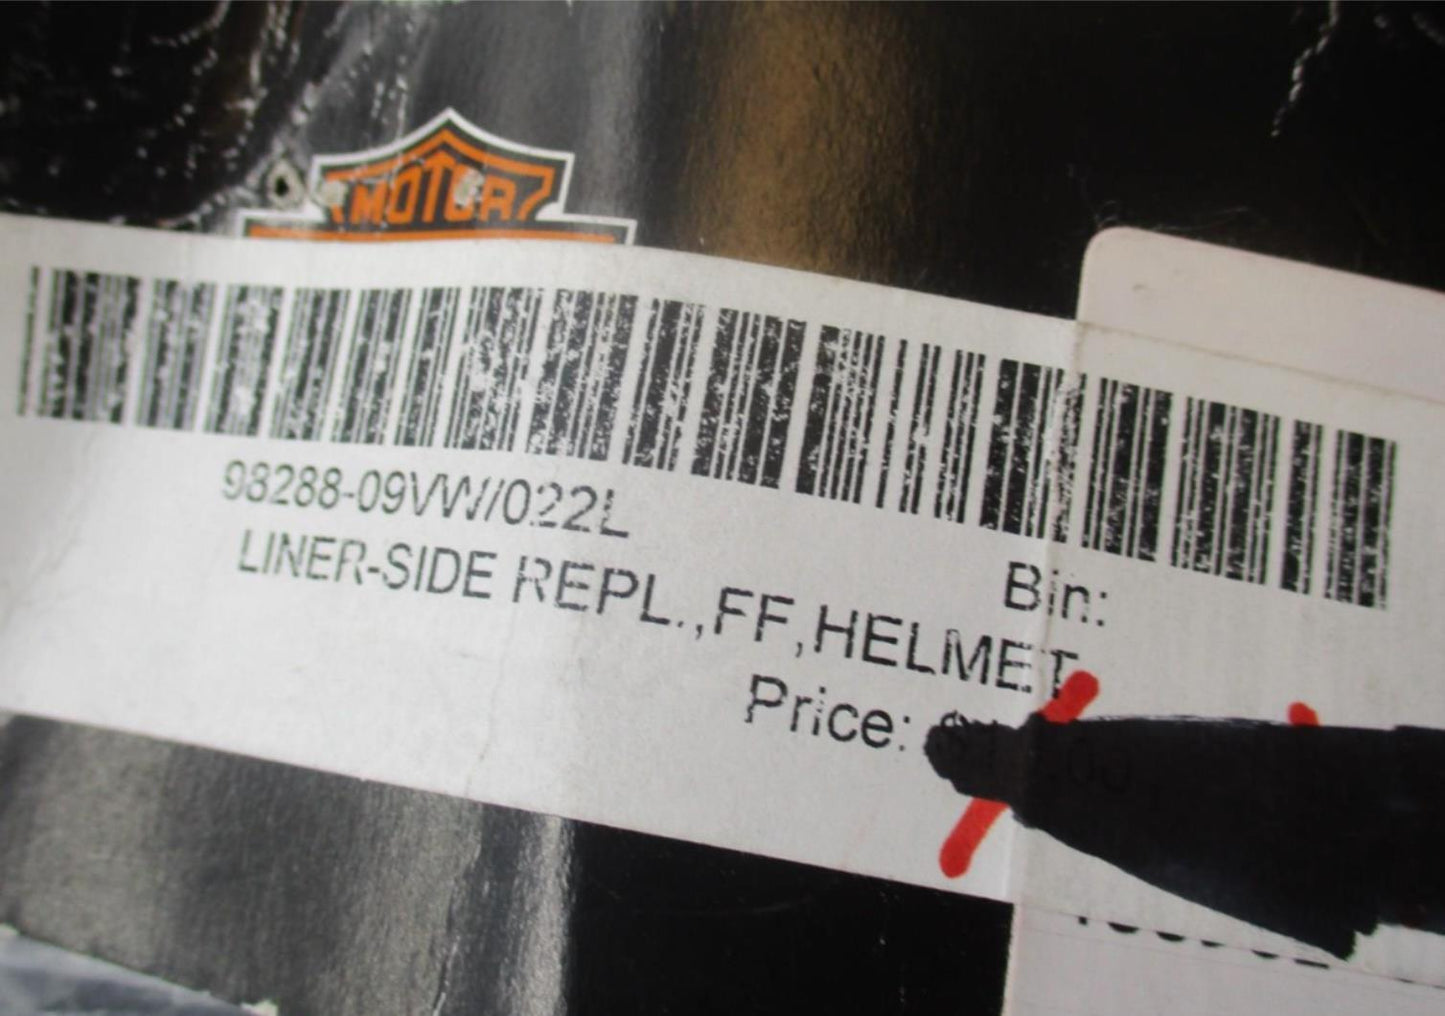 MOTOR
98288-09VW/022L
Bin:
LINER-SIDE REPL.,FF,HELMET
Price: